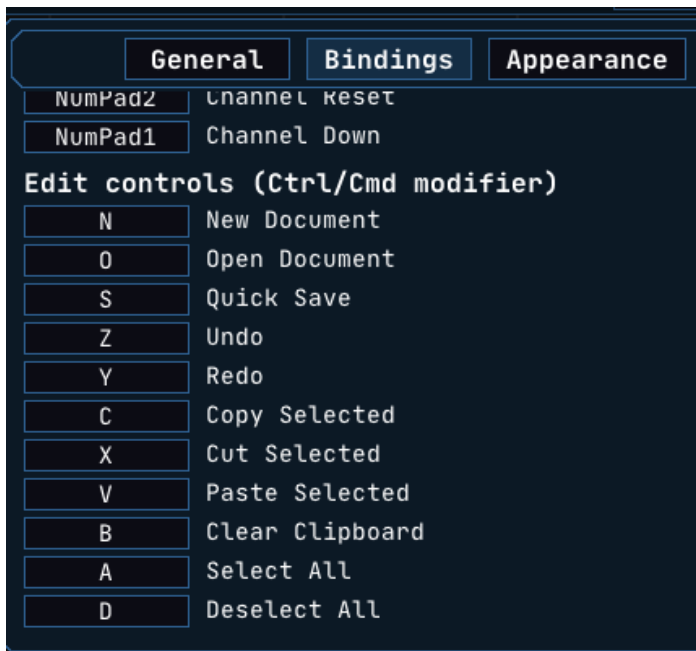 General Bindings Appearance
NumPad2 Channel Reset
NumPad1 Channel Down
Edit controls (Ctrl/Cmd modifier)
N New Document
O Open Document
S Quick Save
Z Undo
Y Redo
C Copy Selected
X Cut Selected
V Paste Selected
B Clear Clipboard
A Select All
D Deselect All